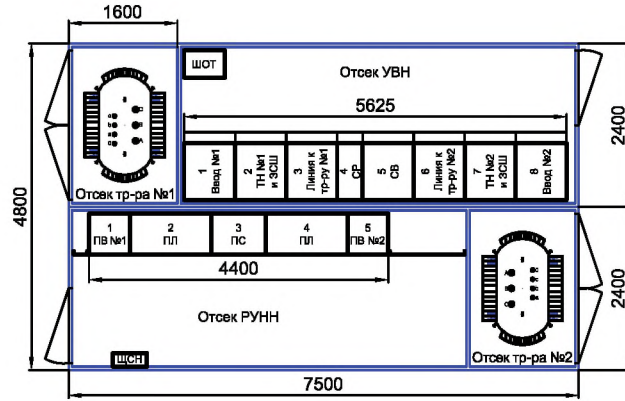 1600
ШОТ
Отсек УВН
5625
2400
4800
1
Ввод №1
2
ТН №1
и ЗСШ
3
Линия к
тр-ру №1
4
СР
5
СВ
6
Линия к
тр-ру №2
7
ТН №2
и ЗСШ
8
Ввод №2
Отсек тр-ра №1
1
ПВ №1
2
ПЛ
3
ПС
4
ПЛ
5
ПВ №2
4400
2400
Отсек РУНН
ЩСН
Отсек тр-ра №2
7500